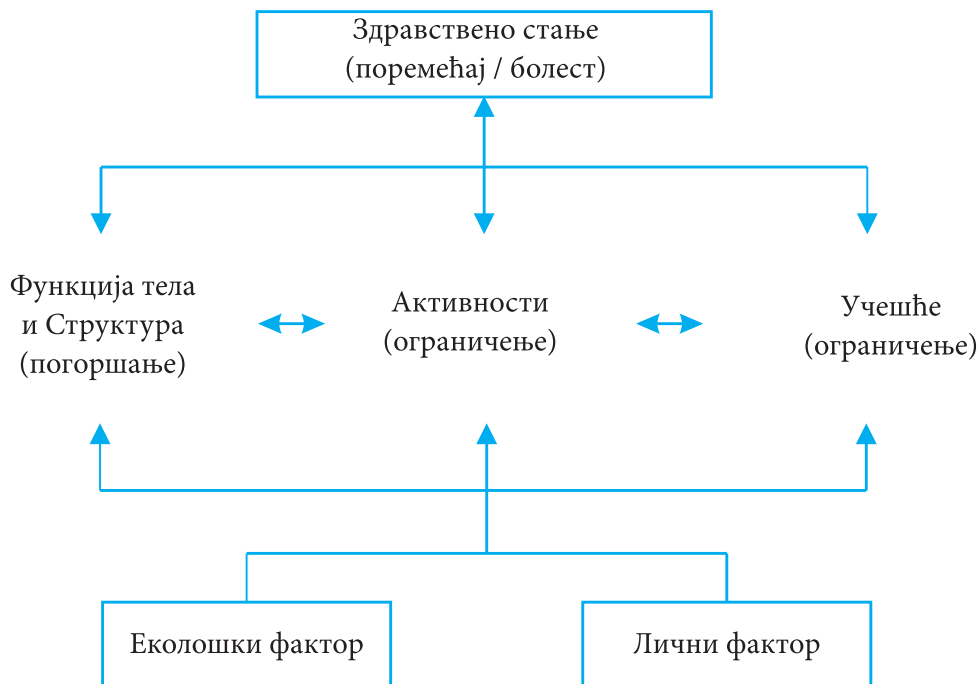 Здравствено стање
(поремећај / болест)
Функција тела
и Структура
(погоршање)
Активности
(ограничење)
Учешће
(ограничење)
Еколошки фактор
Лични фактор